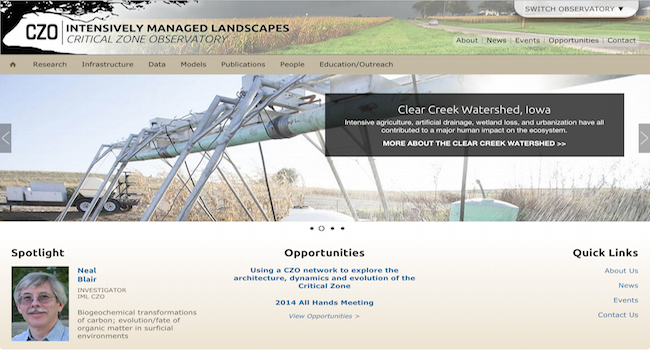 SWITCH OBSERVATORY ▼
CZO INTENSIVELY MANAGED LANDSCAPES
CRITICAL ZONE OBSERVATORY
About | News | Events | Opportunities | Contact
Research Infrastructure Data Models Publications People Education/Outreach
Clear Creek Watershed, Iowa
Intensive agriculture, artificial drainage, wetland loss, and urbanization have all
contributed to a major human impact on the ecosystem.
MORE ABOUT THE CLEAR CREEK WATERSHED >>
Spotlight
Neal
Blair
INVESTIGATOR
IML CZO
Biogeochemical transformations
of carbon; evolution/fate of
organic matter in surficial
environments
Opportunities
Using a CZO network to explore the
architecture, dynamics and evolution of the
Critical Zone
2014 All Hands Meeting
View Opportunities >
Quick Links
About Us
News
Events
Contact Us